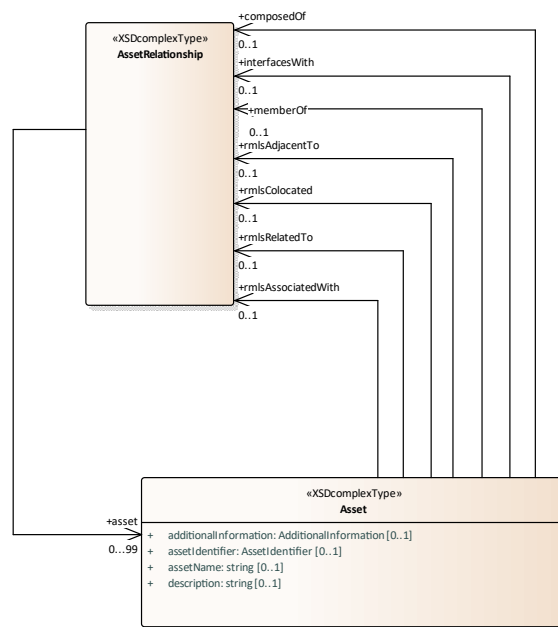 +composedOf
«XSDcomplexType»
AssetRelationship
0..1
+interfacesWith
0..1
+memberOf
0..1
+rmlsAdjacentTo
0..1
+rmlsColocated
0..1
+rmlsRelatedTo
0..1
+rmlsAssociatedWith
0..1
«XSDcomplexType»
Asset
+asset
0...99
+ additionalInformation: AdditionalInformation [0..1]
+ assetIdentifier: AssetIdentifier [0..1]
+ assetName: string [0..1]
+ description: string [0..1]